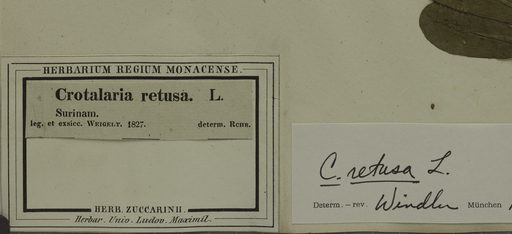 HERBARIUM REGIUM MONACENSE.
Crotalaria retusa. L.
Surinam.
leg. et exsicc. WEIGELT. 1827. determ. RCHB.
HERB. ZUCCARINII.
Herbar. Univ. Ludov. Maximil.
C. retusa L.
Determ. – rev. Windler München